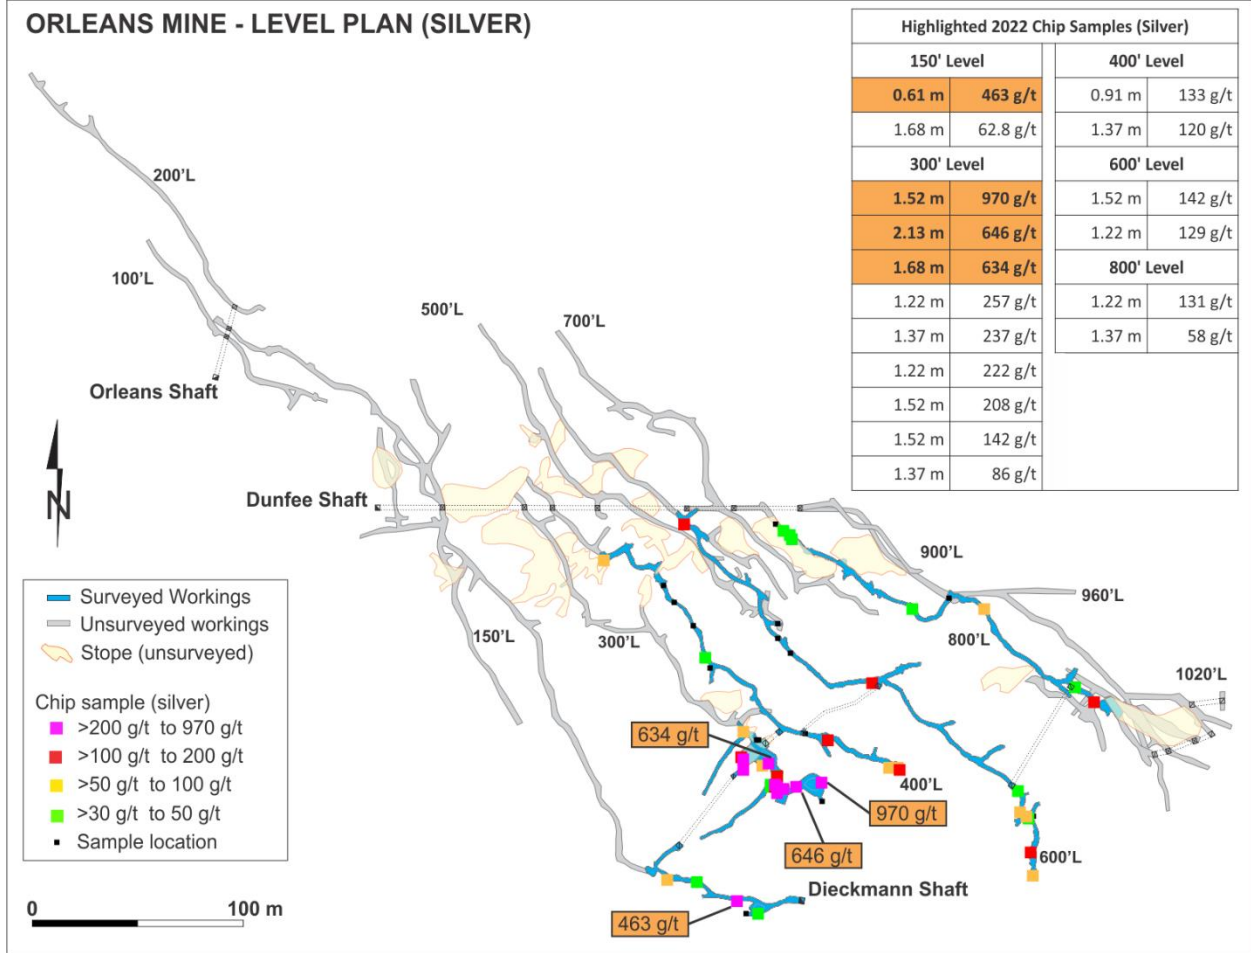 ORLEANS MINE - LEVEL PLAN (SILVER)
Highlighted 2022 Chip Samples (Silver)
150' Level
0.61 m 463 g/t
1.68 m 62.8 g/t
300' Level
1.52 m 970 g/t
2.13 m 646 g/t
1.68 m 634 g/t
1.22 m 257 g/t
1.37 m 237 g/t
1.22 m 222 g/t
1.52 m 208 g/t
1.52 m 142 g/t
1.37 m 86 g/t
400' Level
0.91 m 133 g/t
1.37 m 120 g/t
600' Level
1.52 m 142 g/t
1.22 m 129 g/t
800' Level
1.22 m 131 g/t
1.37 m 58 g/t
200'L
100'L
500'L
700'L
Orleans Shaft
N
Dunfee Shaft
900'L
960'L
150'L
300'L
800'L
1020'L
634 g/t
400'L
970 g/t
646 g/t
600'L
Dieckmann Shaft
463 g/t
Surveyed Workings
Unsurveyed workings
Stope (unsurveyed)
Chip sample (silver)
>200 g/t to 970 g/t
>100 g/t to 200 g/t
>50 g/t to 100 g/t
>30 g/t to 50 g/t
Sample location
0 100 m